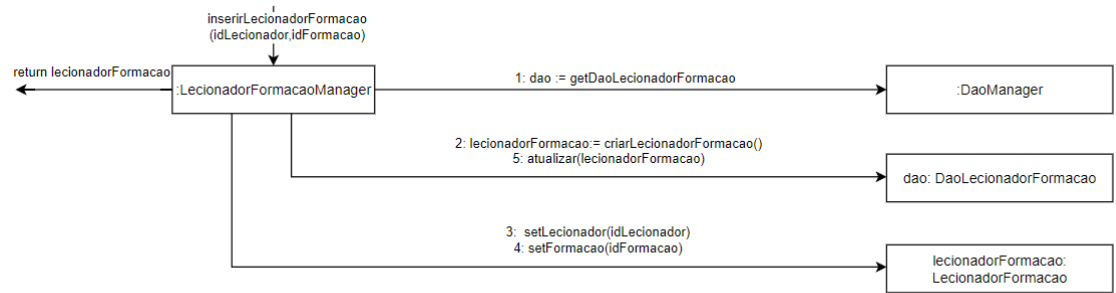 inserirLecionadorFormacao
(idLecionador,idFormacao)
return lecionadorFormacao
:LecionadorFormacaoManager
1: dao := getDaoLecionadorFormacao
:DaoManager
2: lecionadorFormacao:= criarLecionadorFormacao()
5: atualizar(lecionadorFormacao)
dao: DaoLecionadorFormacao
3: setLecionador(idLecionador)
4: setFormacao(idFormacao)
lecionadorFormacao:
LecionadorFormacao